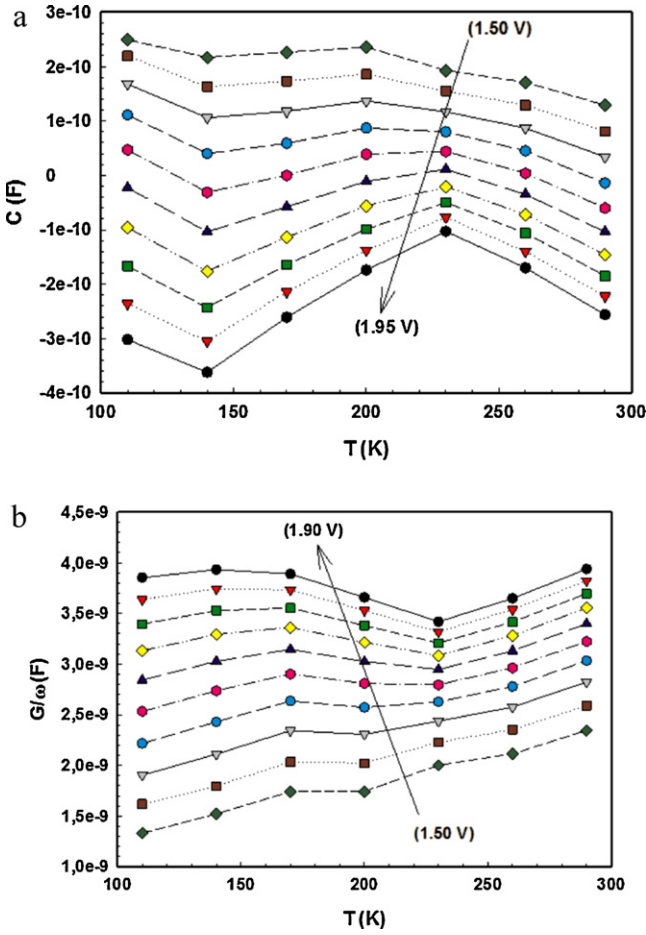 a
3e-10
2e-10
1e-10
0
-1e-10
-2e-10
-3e-10
-4e-10
C (F)
(1.50 V)
(1.95 V)
100
150
200
250
300
T (K)
b
4,5e-9
4,0e-9
3,5e-9
3,0e-9
2,5e-9
2,0e-9
1,5e-9
1,0e-9
G/ω(F)
(1.90 V)
(1.50 V)
100
150
200
250
300
T (K)